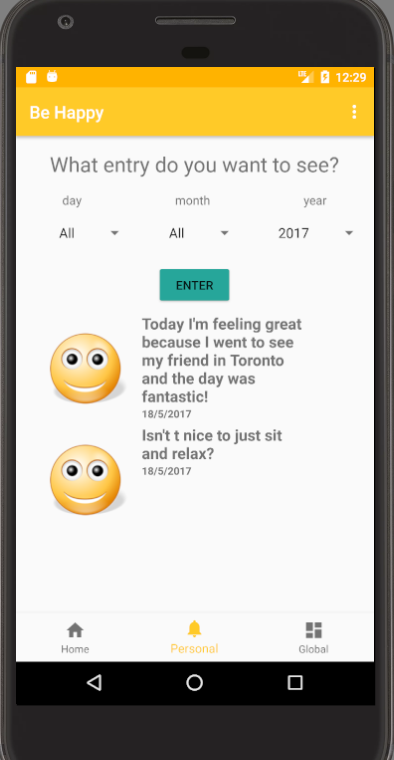 12:29
Be Happy
What entry do you want to see?
day month year
All All 2017
ENTER
Today I'm feeling great
because I went to see
my friend in Toronto
and the day was
fantastic!
18/5/2017
Isn't t nice to just sit
and relax?
18/5/2017
Home Personal Global